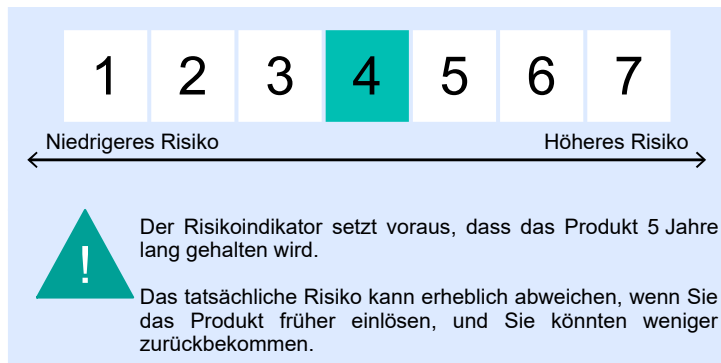 1 2 3 4 5 6 7
Niedrigeres Risiko Höheres Risiko
!
Der Risikoindikator setzt voraus, dass das Produkt 5 Jahre
lang gehalten wird.
Das tatsächliche Risiko kann erheblich abweichen, wenn Sie
das Produkt früher einlösen, und Sie könnten weniger
zurückbekommen.